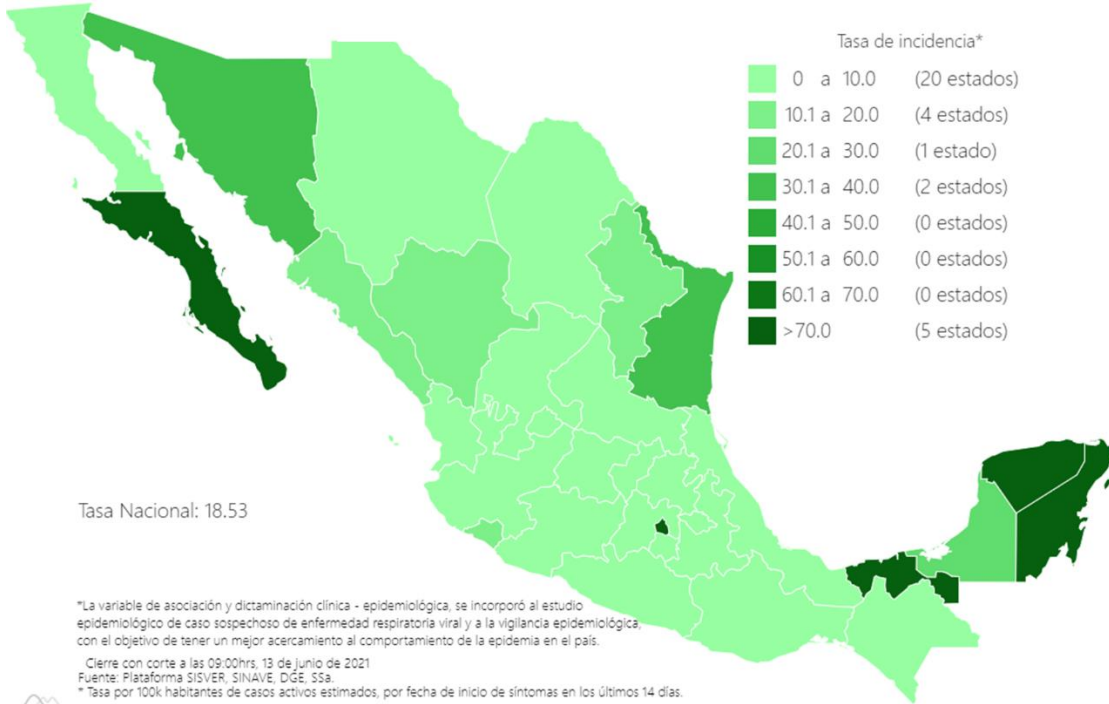 Tasa de incidencia*
0 a 10.0 (20 estados)
10.1 a 20.0 (4 estados)
20.1 a 30.0 (1 estado)
30.1 a 40.0 (2 estados)
40.1 a 50.0 (0 estados)
50.1 a 60.0 (0 estados)
60.1 a 70.0 (0 estados)
>70.0 (5 estados)
Tasa Nacional: 18.53
*La variable de asociación y dictaminación clínica - epidemiológica, se incorporó al estudio
epidemiológico de caso sospechoso de enfermedad respiratoria viral y a la vigilancia epidemiológica,
con el objetivo de tener un mejor acercamiento al comportamiento de la epidemia en el país.
Cierre con corte a las 09:00hrs, 13 de junio de 2021
Fuente: Plataforma SISVER, SINAVE, DGE, SSa.
* Tasa por 100k habitantes de casos activos estimados, por fecha de inicio de síntomas en los últimos 14 días.